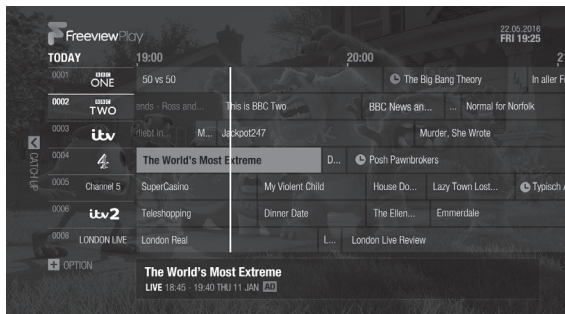 FreeviewPlay
22.05.2016
FRI 19:25
TODAY 19:00 20:00 21
0001 BBC ONE 50 vs 50 The Big Bang Theory In aller Fr
0002 BBC TWO ends - Ross and... This is BBC Two BBC News an... ... Normal for Norfolk
0003 itv fliebt in... M... Jackpot247 Murder, She Wrote
0004 4 The World's Most Extreme D... Posh Pawnbrokers
0005 Channel 5 SuperCasino My Violent Child House Do... Lazy Town Lost... Typisch A
0006 itv2 Teleshopping Dinner Date The Ellen... Emmerdale
0008 LONDON LIVE London Real L... London Live Review
CATCH UP
+ OPTION
The World's Most Extreme
LIVE 18:45 - 19:40 THU 11 JAN AD